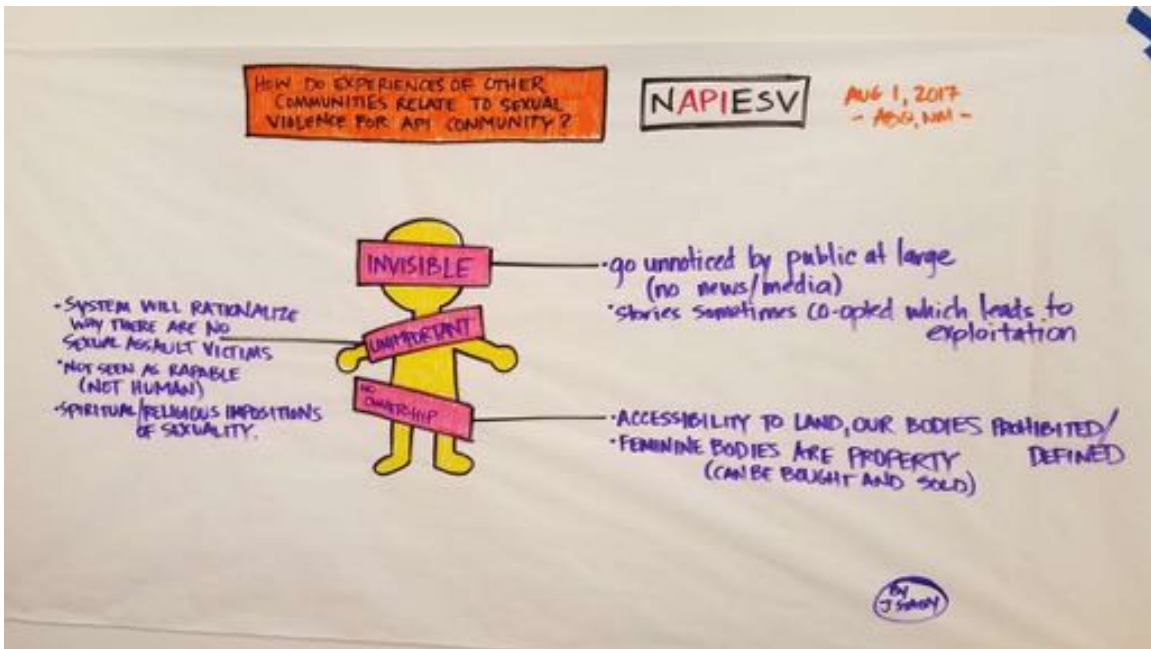 HOW DO EXPERIENCES OF OTHER
COMMUNITIES RELATE TO SEXUAL
VIOLENCE FOR API COMMUNITY?
NAPIESV
AUG 1, 2017
- ABQ, NM -
INVISIBLE
• go unnoticed by public at large
(no news/media)
• stories sometimes co-opted which leads to
exploitation
UNIMPORTANT
• SYSTEM WILL RATIONALIZE
WHY THERE ARE NO
SEXUAL ASSAULT VICTIMS
• NOT SEEN AS RAPABLE
(NOT HUMAN)
• SPIRITUAL/RELIGIOUS IMPOSITIONS
OF SEXUALITY.
NO
OWNERSHIP
• ACCESSIBILITY TO LAND, OUR BODIES PROHIBITED/
DEFINED
• FEMININE BODIES ARE PROPERTY
(CAN BE BOUGHT AND SOLD)
By
J